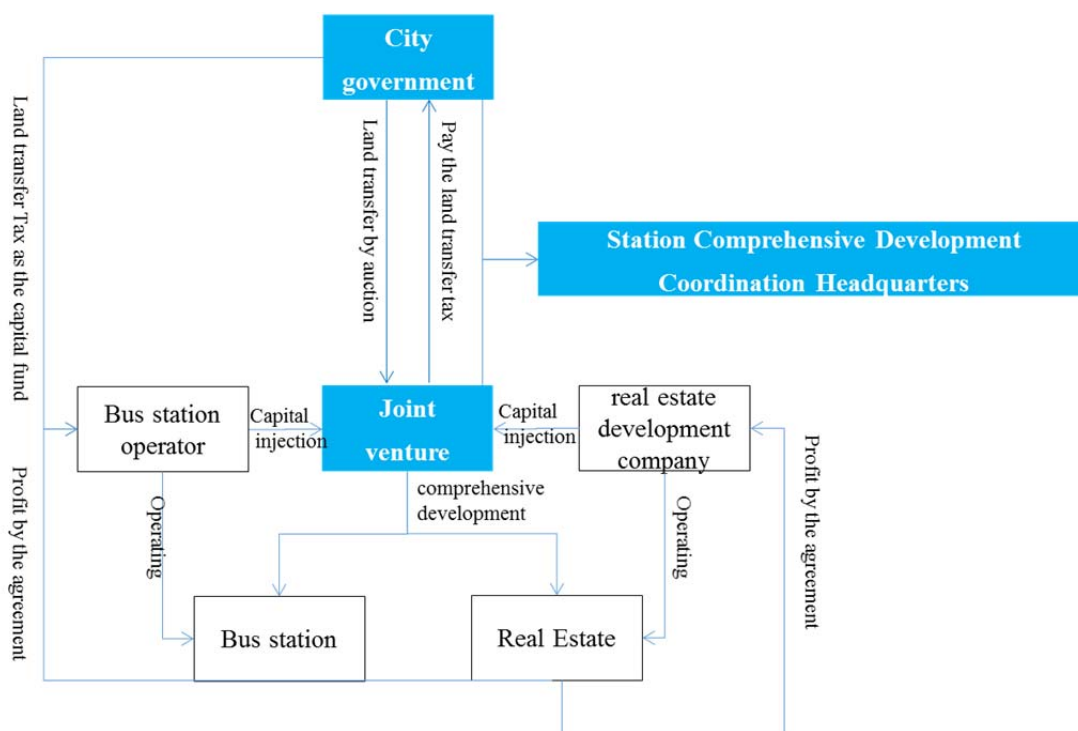 City
government
Land transfer Tax as the capital fund
Land transfer by auction
Pay the land transfer tax
Station Comprehensive Development
Coordination Headquarters
Bus station
operator
Capital
injection
Joint
venture
Capital
injection
real estate
development
company
Profit by the agreement
Operating
comprehensive
development
Operating
Profit by the agreement
Bus station
Real Estate